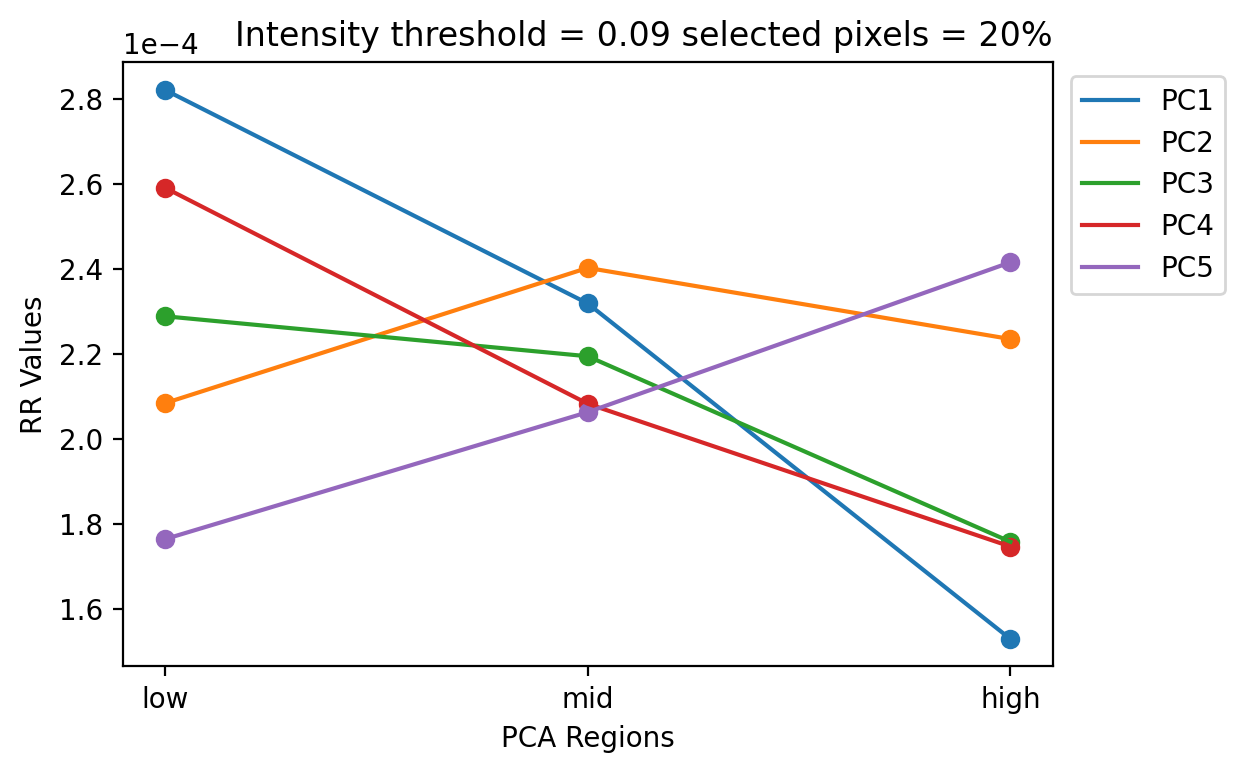 Intensity threshold = 0.09 selected pixels = 20%
1e−4
2.8
2.6
2.4
2.2
2.0
1.8
1.6
RR Values
low
mid
high
PCA Regions
PC1
PC2
PC3
PC4
PC5